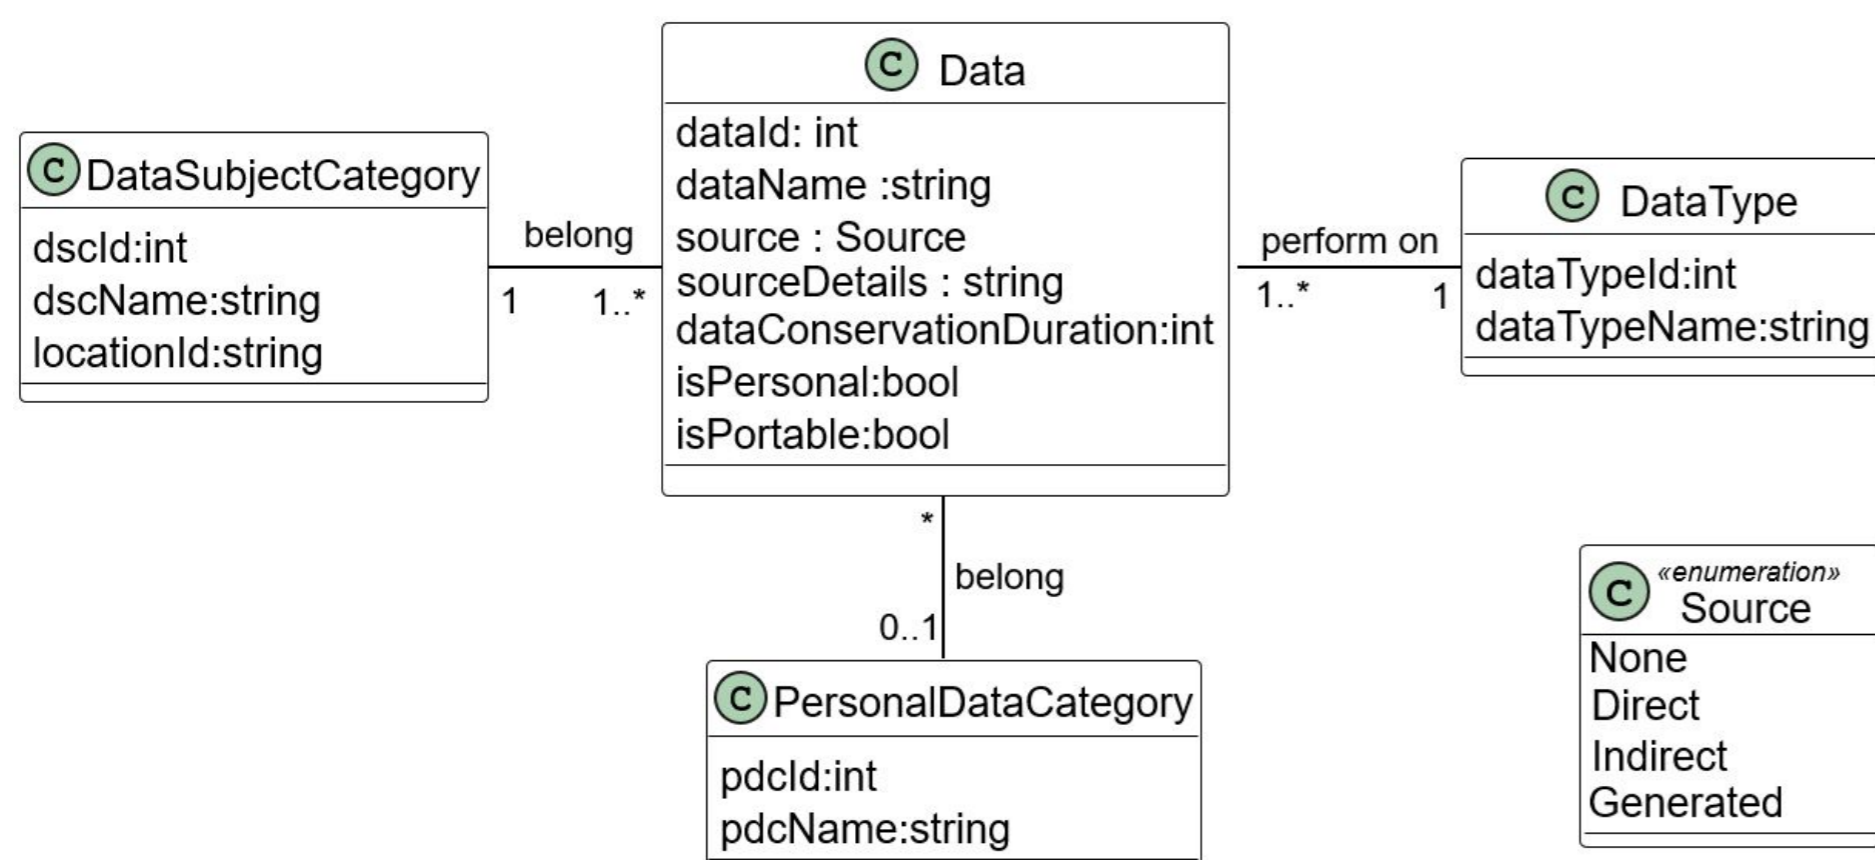 C Data
dataId: int
dataName :string
source : Source
sourceDetails : string
dataConservationDuration:int
isPersonal:bool
isPortable:bool
C DataSubjectCategory
dscId:int
dscName:string
locationId:string
belong
1 1..*
perform on
1..* 1
C DataType
dataTypeId:int
dataTypeName:string
*
belong
0..1
C PersonalDataCategory
pdcId:int
pdcName:string
C «enumeration»
Source
None
Direct
Indirect
Generated